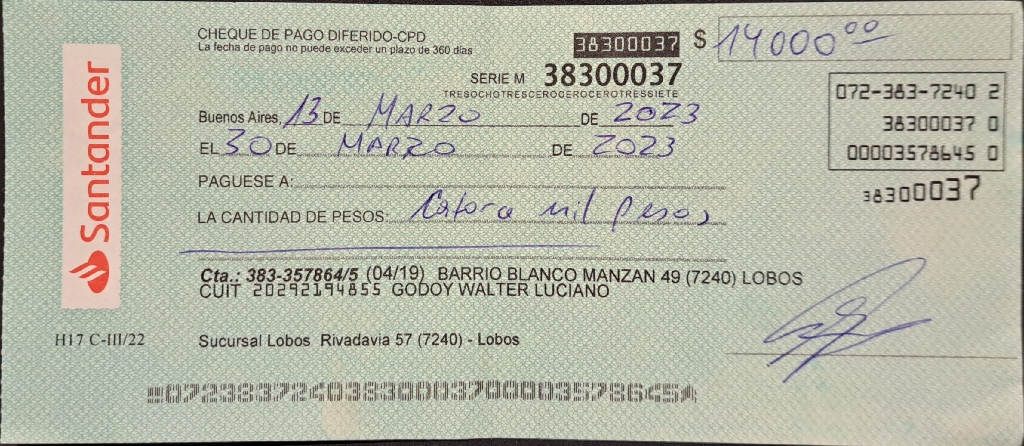 Santander
CHEQUE DE PAGO DIFERIDO-CPD
La fecha de pago no puede exceder un plazo de 360 días
38300037
$ 14000⁰⁰
SERIE M 38300037
TRESOCHOTRESCEROCEROCEROTRESSIETE
072-383-7240 2
38300037 0
00003578645 0
38300037
Buenos Aires, 13 DE MARZO DE 2023
EL 30 DE MARZO DE 2023
PAGUESE A:
LA CANTIDAD DE PESOS: Catorce mil pesos
Cta.: 383-357864/5 (04/19) BARRIO BLANCO MANZAN 49 (7240) LOBOS
CUIT 20292194855 GODOY WALTER LUCIANO
H17 C-III/22
Sucursal Lobos Rivadavia 57 (7240) - Lobos
07238372403830003700003578645